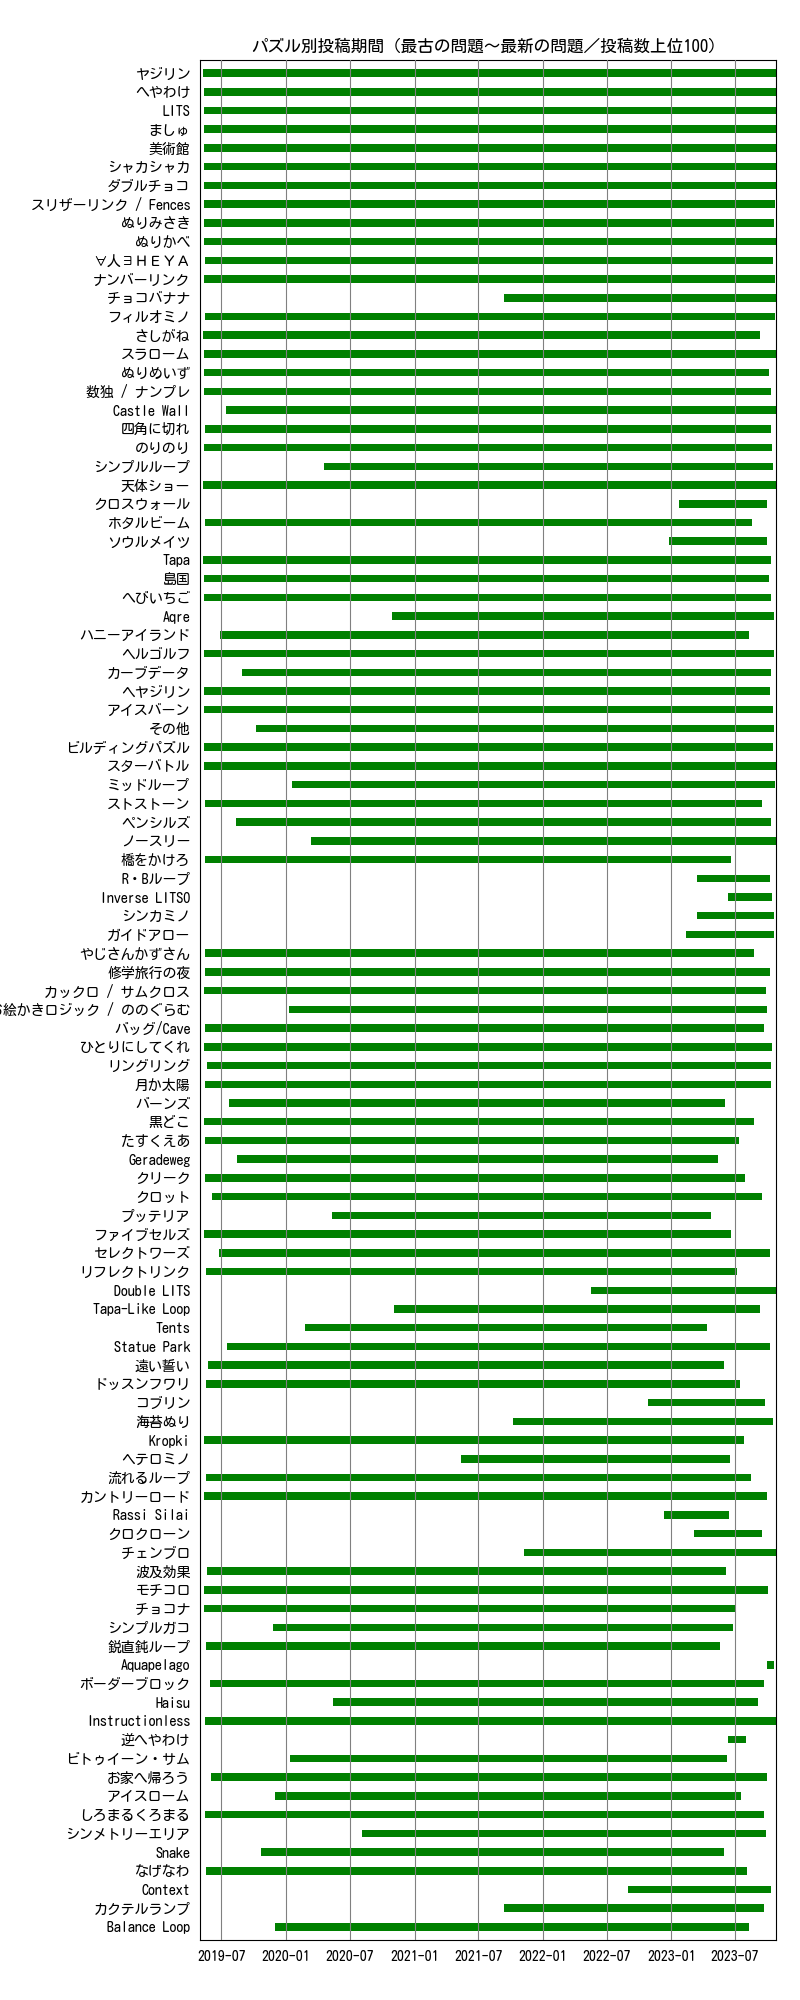 パズル別投稿期間（最古の問題～最新の問題／投稿数上位100）
ヤジリン
へやわけ
LITS
ましゅ
美術館
シャカシャカ
ダブルチョコ
スリザーリンク / Fences
ぬりみさき
ぬりかべ
∀人∃ＨＥＹＡ
ナンバーリンク
チョコバナナ
フィルオミノ
さしがね
スラローム
ぬりめいず
数独 / ナンプレ
Castle Wall
四角に切れ
のりのり
シンプルループ
天体ショー
クロスウォール
ホタルビーム
ソウルメイツ
Tapa
島国
へびいちご
Aqre
ハニーアイランド
ヘルゴルフ
カーブデータ
ヘヤジリン
アイスバーン
その他
ビルディングパズル
スターバトル
ミッドループ
ストストーン
ペンシルズ
ノースリー
橋をかけろ
R・Bループ
Inverse LITSO
シンカミノ
ガイドアロー
やじさんかずさん
修学旅行の夜
カックロ / サムクロス
絵かきロジック / ののぐらむ
バッグ/Cave
ひとりにしてくれ
リングリング
月か太陽
バーンズ
黒どこ
たすくえあ
Geradeweg
クリーク
クロット
プッテリア
ファイブセルズ
セレクトワーズ
リフレクトリンク
Double LITS
Tapa-Like Loop
Tents
Statue Park
遠い誓い
ドッスンフワリ
コブリン
海苔ぬり
Kropki
ヘテロミノ
流れるループ
カントリーロード
Rassi Silai
クロクローン
チェンブロ
波及効果
モチコロ
チョコナ
シンプルガコ
鋭直鈍ループ
Aquapelago
ボーダーブロック
Haisu
Instructionless
逆へやわけ
ビトゥイーン・サム
お家へ帰ろう
アイスローム
しろまるくろまる
シンメトリーエリア
Snake
なげなわ
Context
カクテルランプ
Balance Loop
2019-07 2020-01 2020-07 2021-01 2021-07 2022-01 2022-07 2023-01 2023-07